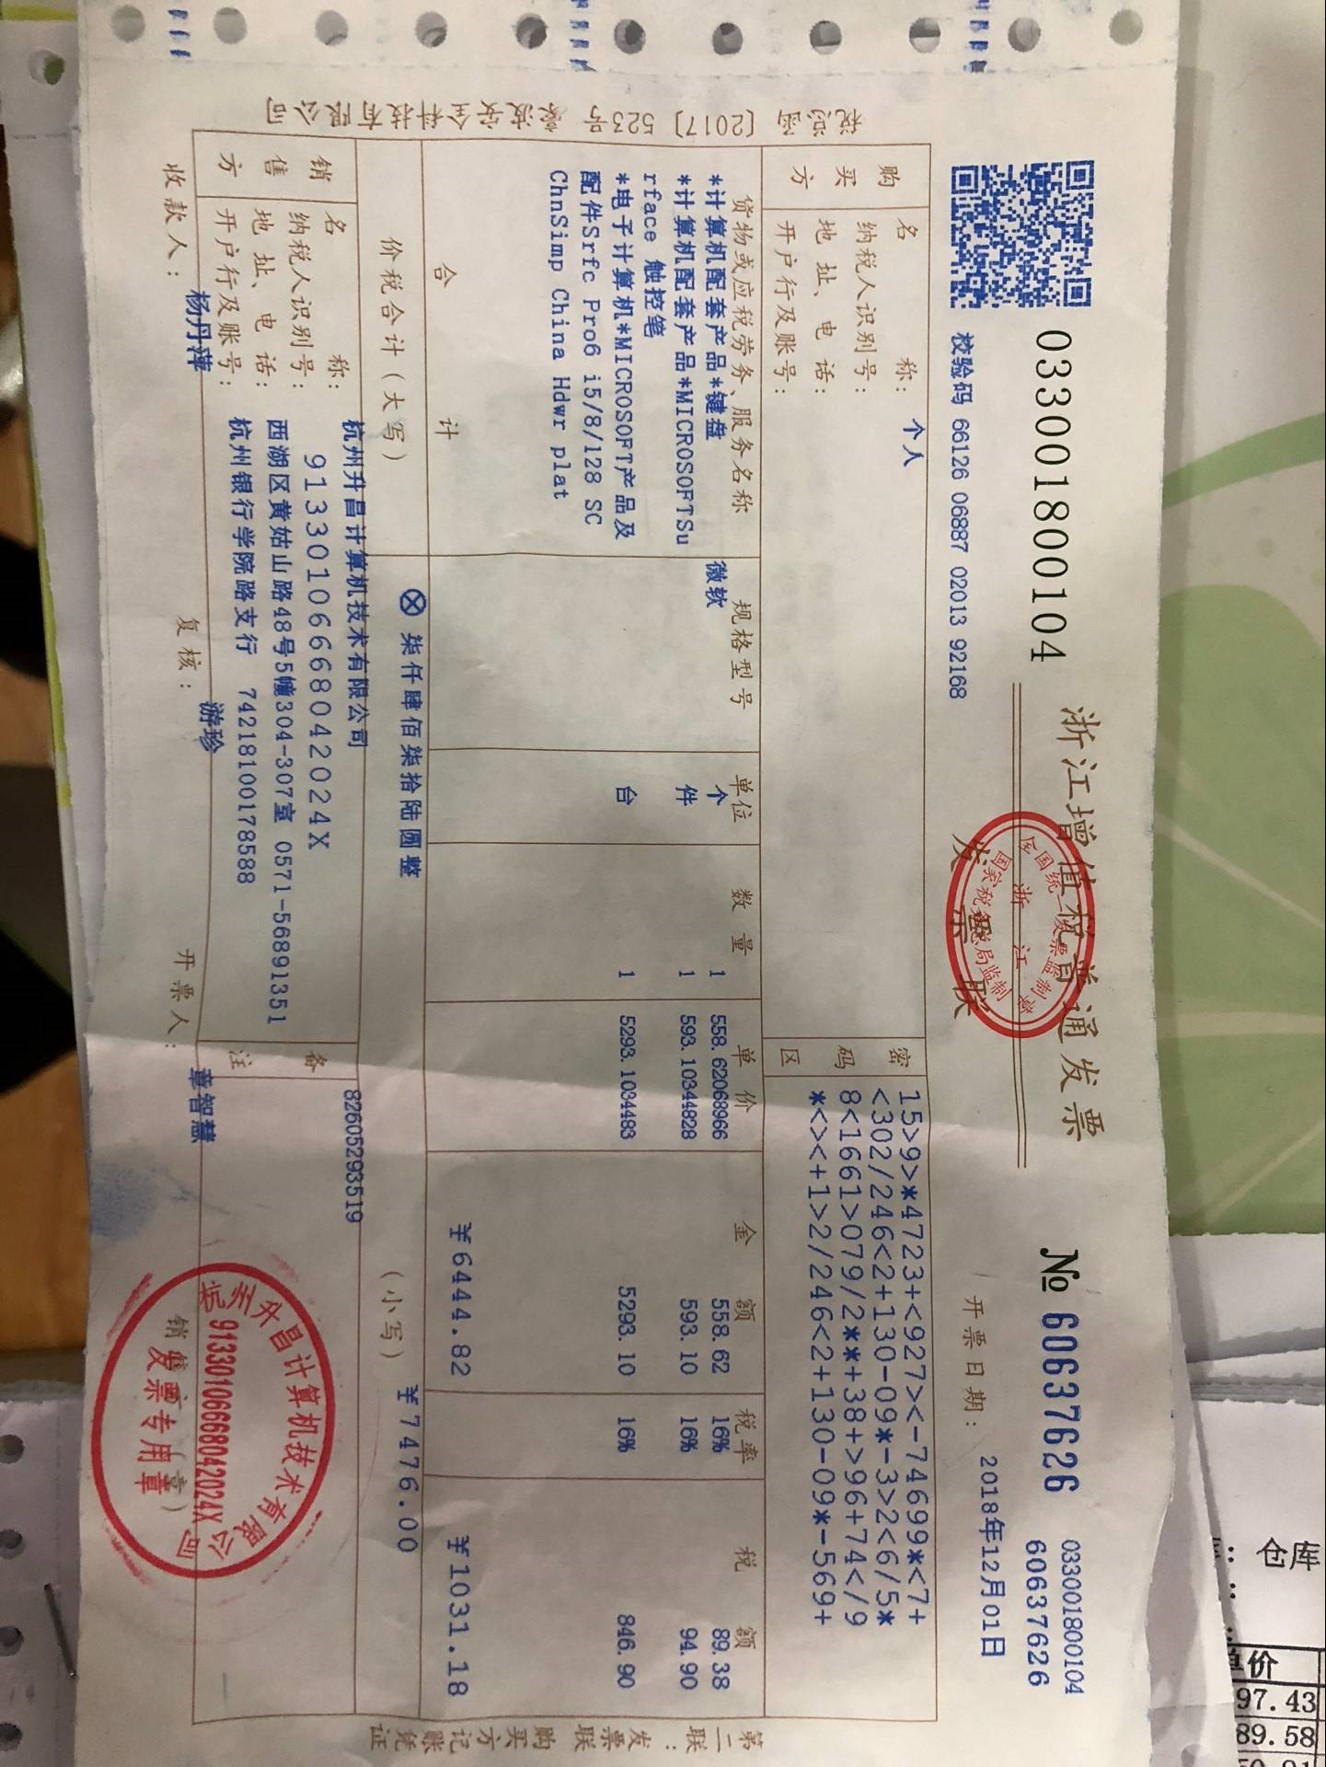 仓库
单价
97.43
89.58
浙江增值税普通发票
全国统一发票监制章
浙 江
国家税务总局监制
发票联
033001800104
校验码 66126 06887 02013 92168
№ 60637626
033001800104
60637626
开票日期: 2018年12月01日
税总函〔2017〕523号 豪波安全科技有限公司
购买方
名 称: 个人
纳税人识别号:
地 址、电 话:
开户行及账号:
密码区
15>9>*4723+<927><-74699*<7+
<302/246<2+130-09*-3>2<6/5*
8<1661>079/2**+38+>96+74</9
*<><+1>2/246<2+130-09*-569+
货物或应税劳务、服务名称 规格型号 单位 数 量 单 价 金 额 税率 税 额
*计算机配套产品*键盘 微软 个 1 558.62068966 558.62 16% 89.38
*计算机配套产品*MICROSOFTSu 件 1 593.10344828 593.10 16% 94.90
rface 触控笔
*电子计算机*MICROSOFT产品及 台 1 5293.1034483 5293.10 16% 846.90
配件Srfc Pro6 i5/8/128 SC
ChnSimp China Hdwr plat
合 计 ¥6444.82 ¥1031.18
价税合计(大写) ⊗ 柒仟肆佰柒拾陆圆整 (小写) ¥7476.00
销售方
名 称: 杭州升昌计算机技术有限公司
纳税人识别号: 91330106668042024X
地 址、电 话: 西湖区黄姑山路48号5幢304-307室 0571-56891351
开户行及账号: 杭州银行学院路支行 74218100178588
备注
82605293519
收款人: 杨丹萍 复核: 游珍 开票人: 章智慧 销售方:(章)
杭州升昌计算机技术有限公司
91330106668042024X
发票专用章
第二联:发票联 购买方记账凭证